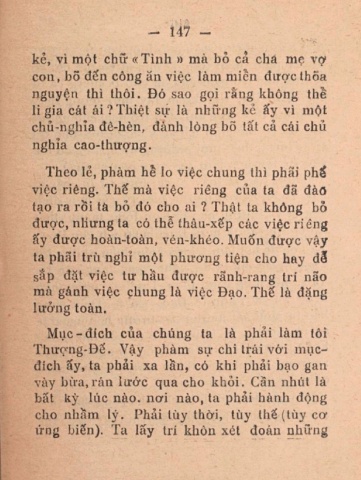 — 147 —
kẻ, vì một chữ «Tình» mà bỏ cả cha mẹ vợ
con, bỏ đến công ăn việc làm miễn được thõa
nguyện thì thôi. Đó sao gọi rằng không thể
li gia cát ái? Thiệt sự là những kẻ ấy vì một
chủ-nghĩa đê-hèn, đành lòng bõ tất cả cái chủ
nghĩa cao-thượng.
Theo lẻ, phàm hễ lo việc chung thì phải phế
việc riêng. Thế mà việc riêng của ta đã đào
tạo ra rồi tà bỏ đó cho ai? Thật ta không bỏ
được, nhưng ta có thể thâu-xếp các việc riêng
ấy được hoàn-toàn, vén-khéo. Muốn được vậy
ta phải trù nghĩ một phương tiện cho hay để
sắp đặt việc tư hầu được rãnh-rang trí não
mà gánh việc chung là việc Đạo. Thế là đặng
lưởng toàn.
Mục-đích của chúng ta là phải làm tôi
Thượng-Đế. Vậy phàm sự chi trái với mục-
đích ấy, ta phải xa lần, có khi phải bạo gan
vày bừa, rán lước qua cho khỏi. Cần nhút là
bất kỳ lúc nào. nơi nào, ta phải hành động
cho nhằm lý. Phải tùy thời, tùy thế (tùy cơ
ứng biến). Ta lấy trí khôn xét đoán những